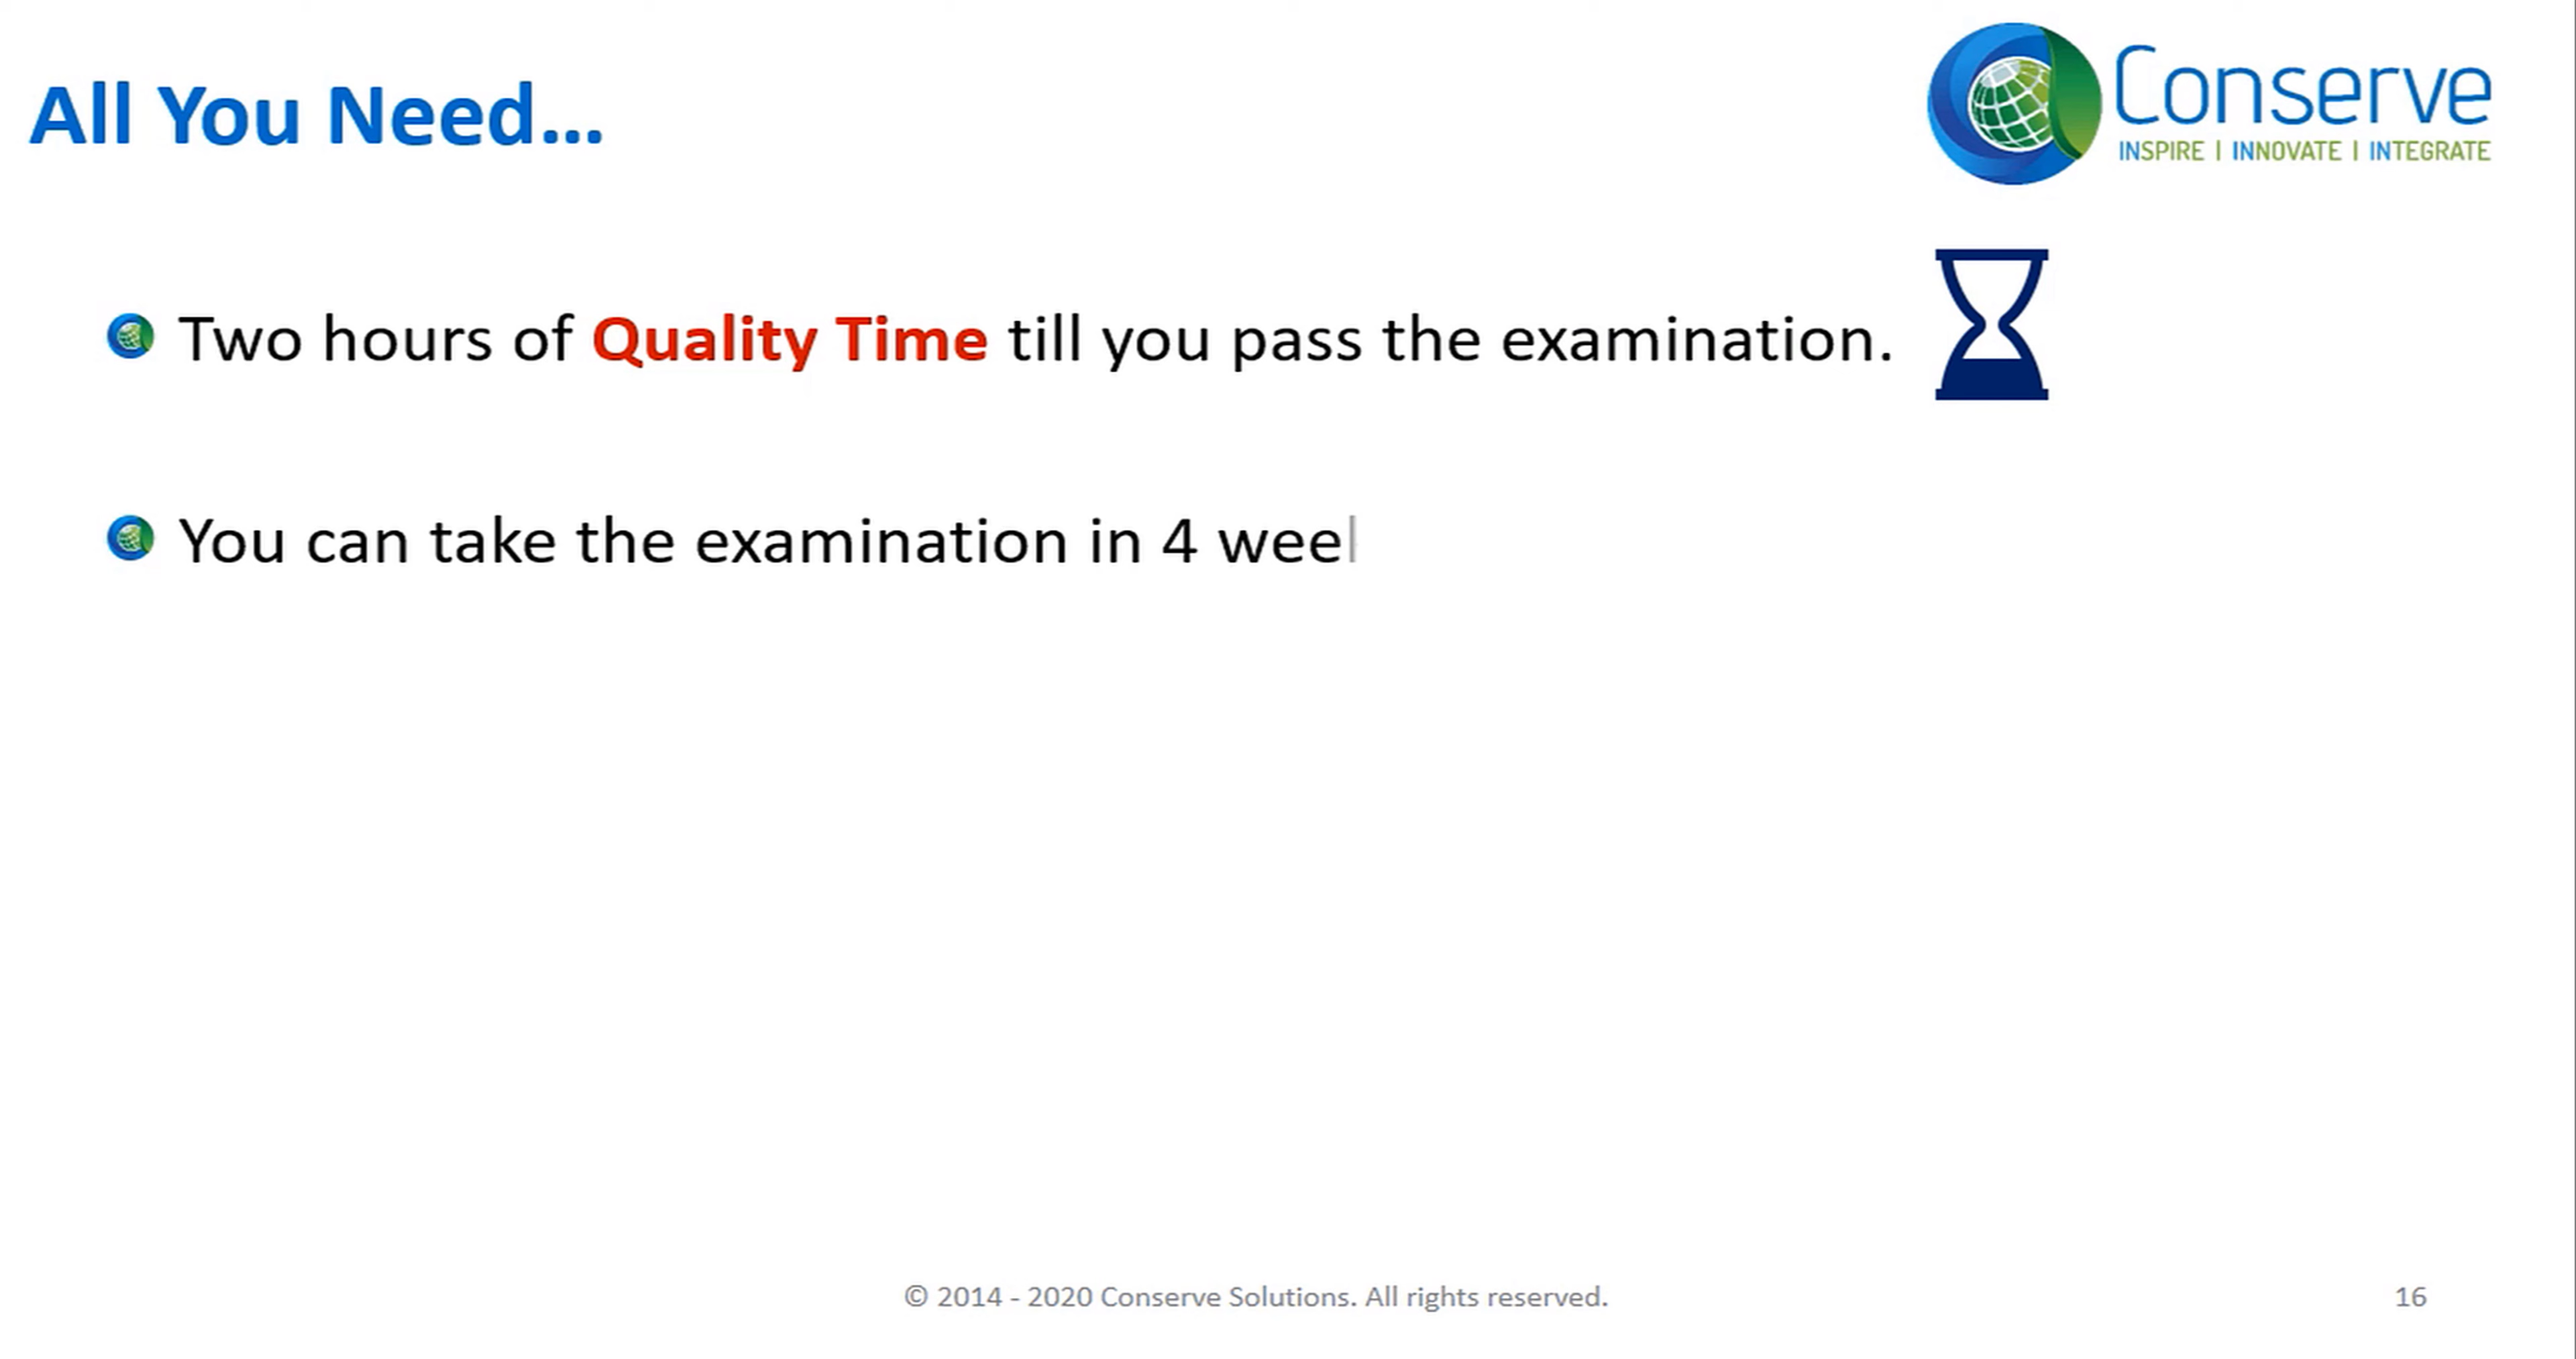 All You Need...
Conserve
INSPIRE | INNOVATE | INTEGRATE
Two hours of Quality Time till you pass the examination.
You can take the examination in 4 wee
© 2014 - 2020 Conserve Solutions. All rights reserved.
16